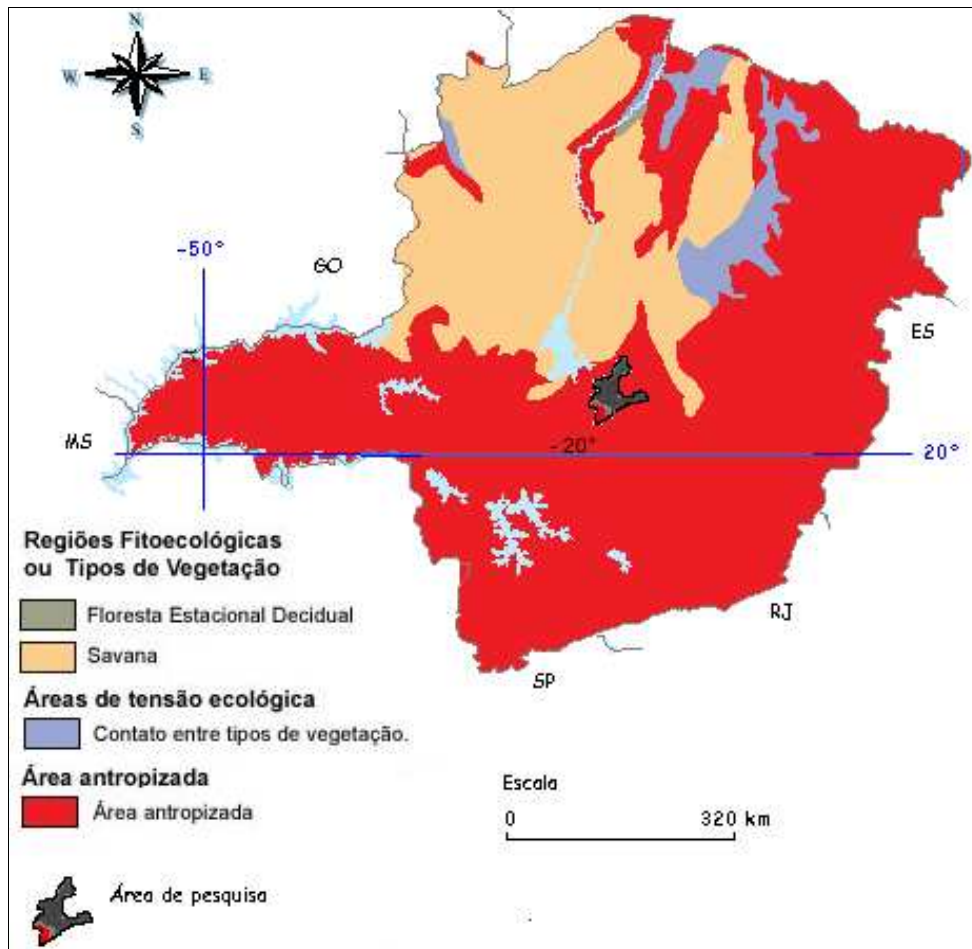 N
W E
S
-50°
GO
ES
MS
-20°
20°
Regiões Fitoecológicas
ou Tipos de Vegetação
Floresta Estacional Decidual
Savana
Áreas de tensão ecológica
Contato entre tipos de vegetação.
Área antropizada
Área antropizada
Área de pesquisa
RJ
SP
Escala
0 320 km